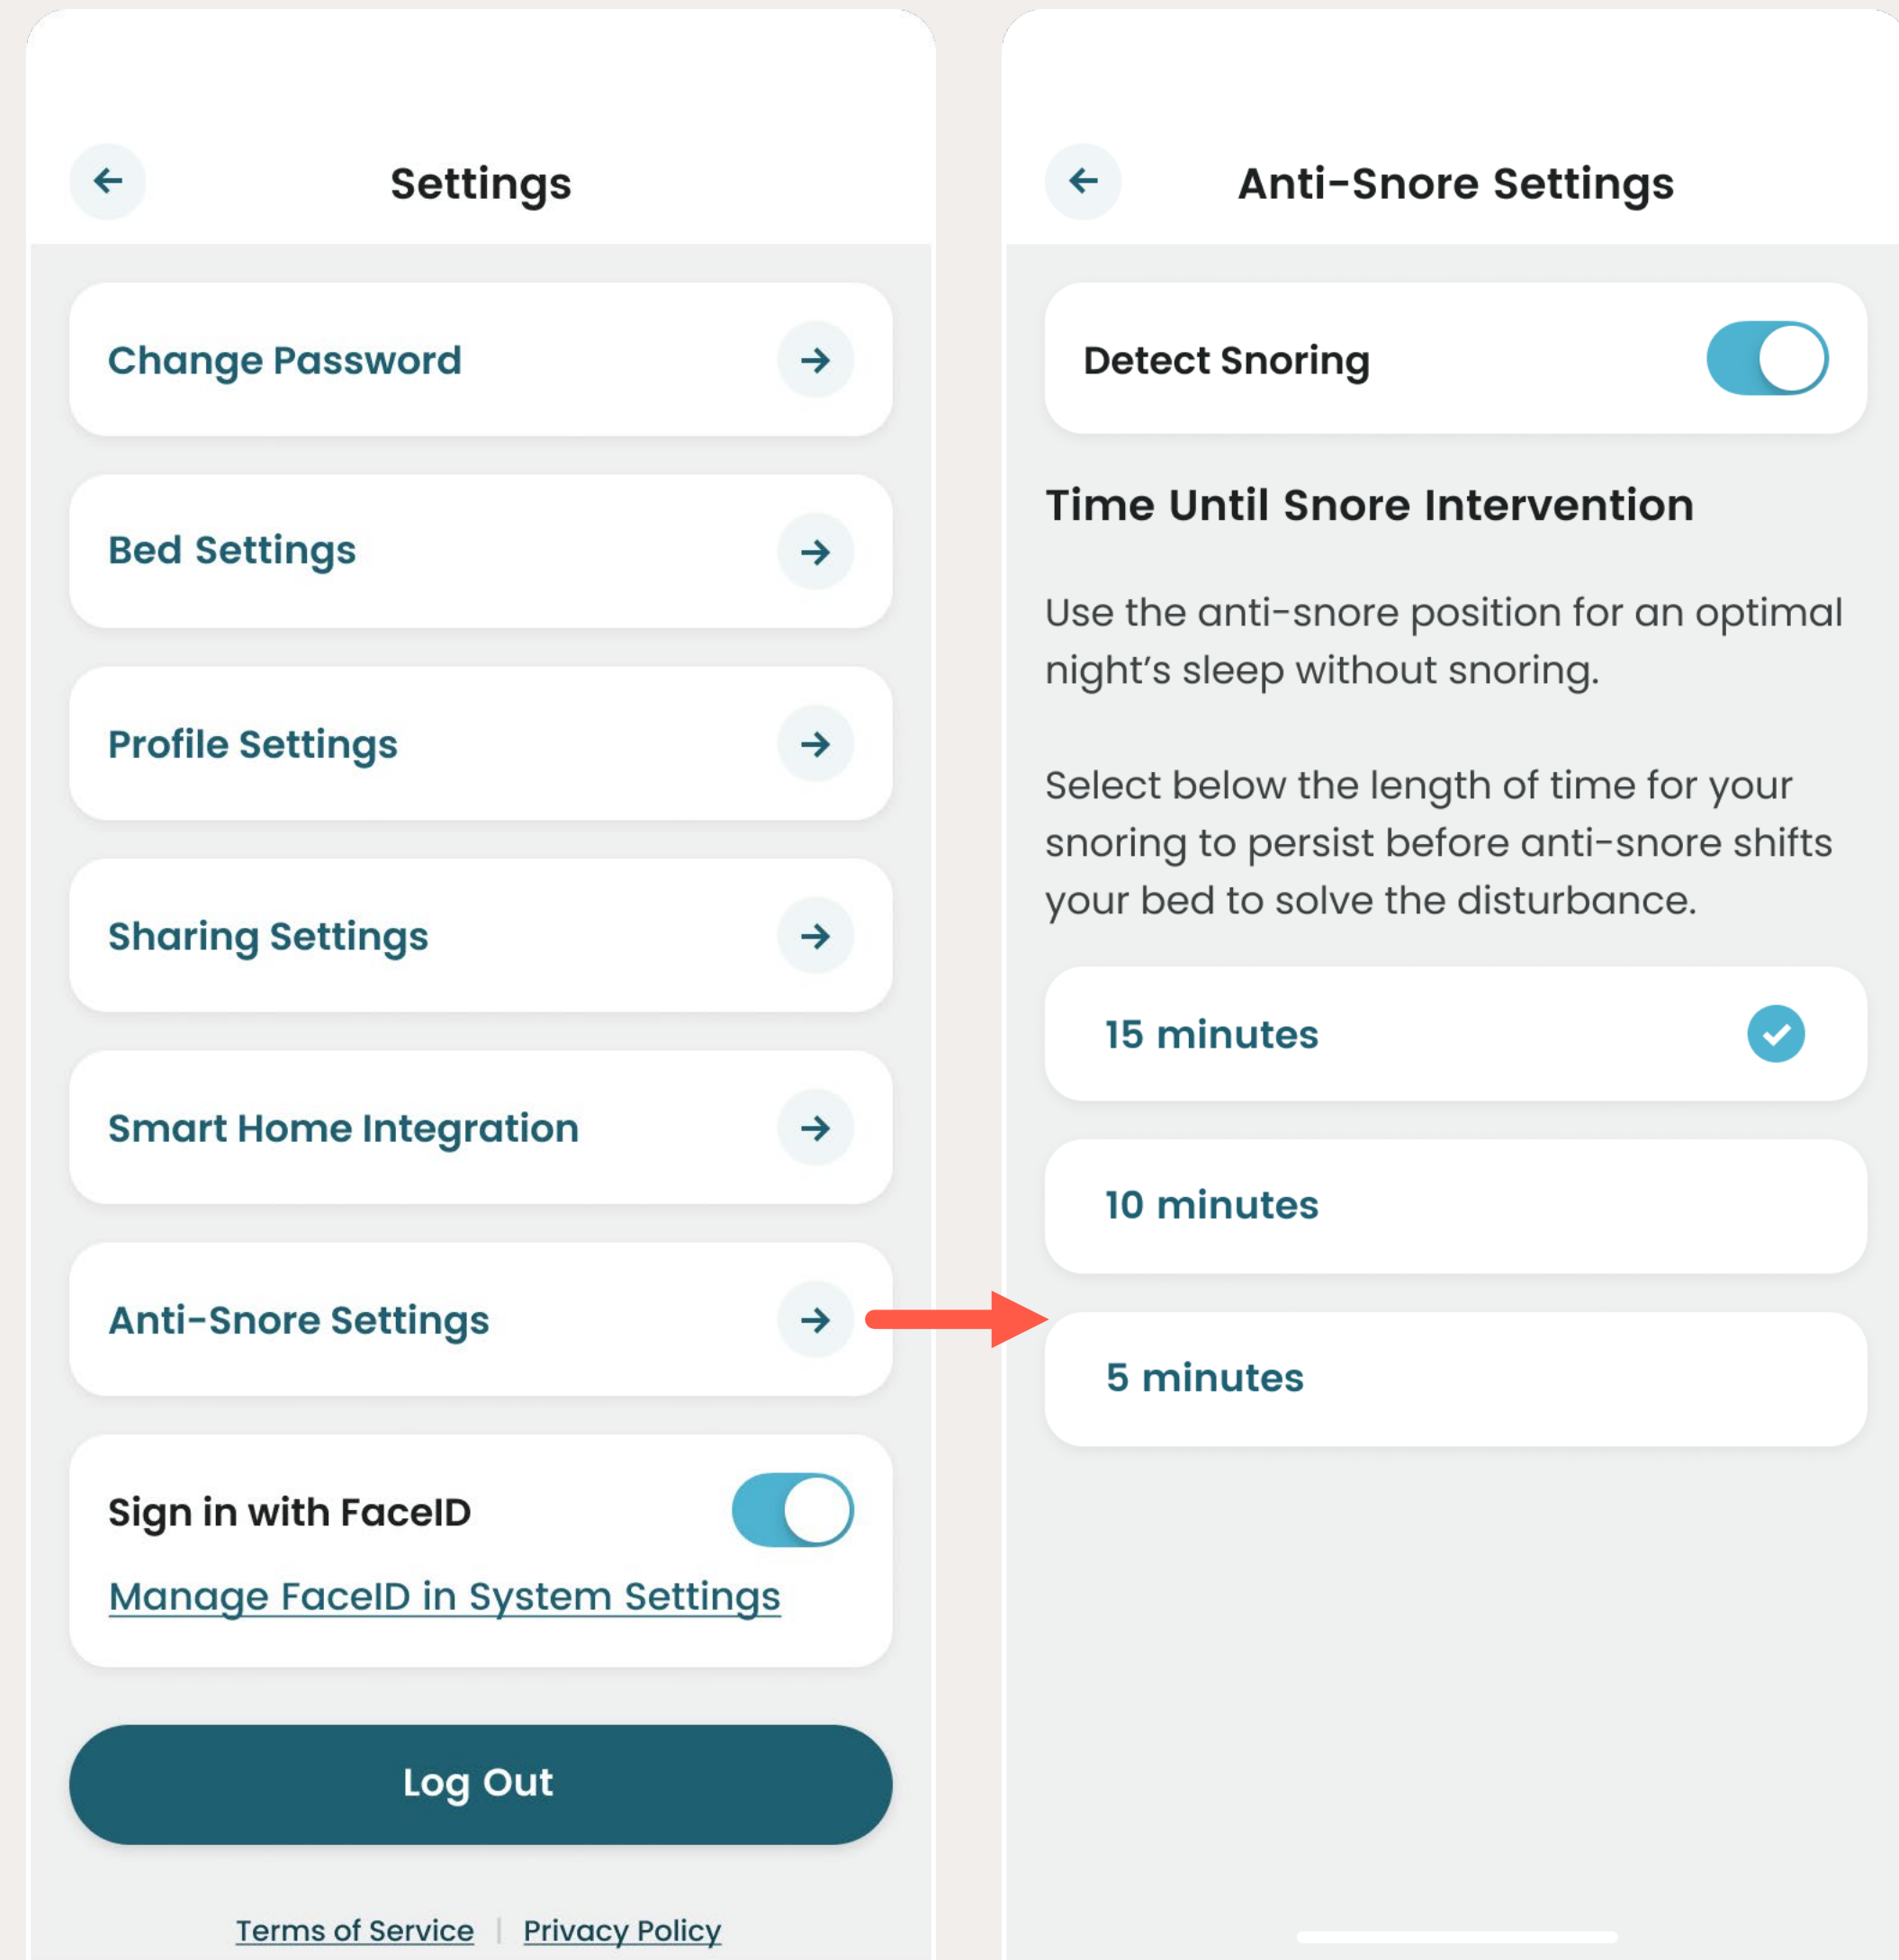 Settings
Change Password
Bed Settings
Profile Settings
Sharing Settings
Smart Home Integration
Anti-Snore Settings
Sign in with FaceID
Manage FaceID in System Settings
Log Out
Terms of Service | Privacy Policy
Anti-Snore Settings
Detect Snoring
Time Until Snore Intervention
Use the anti-snore position for an optimal
night’s sleep without snoring.
Select below the length of time for your
snoring to persist before anti-snore shifts
your bed to solve the disturbance.
15 minutes
10 minutes
5 minutes